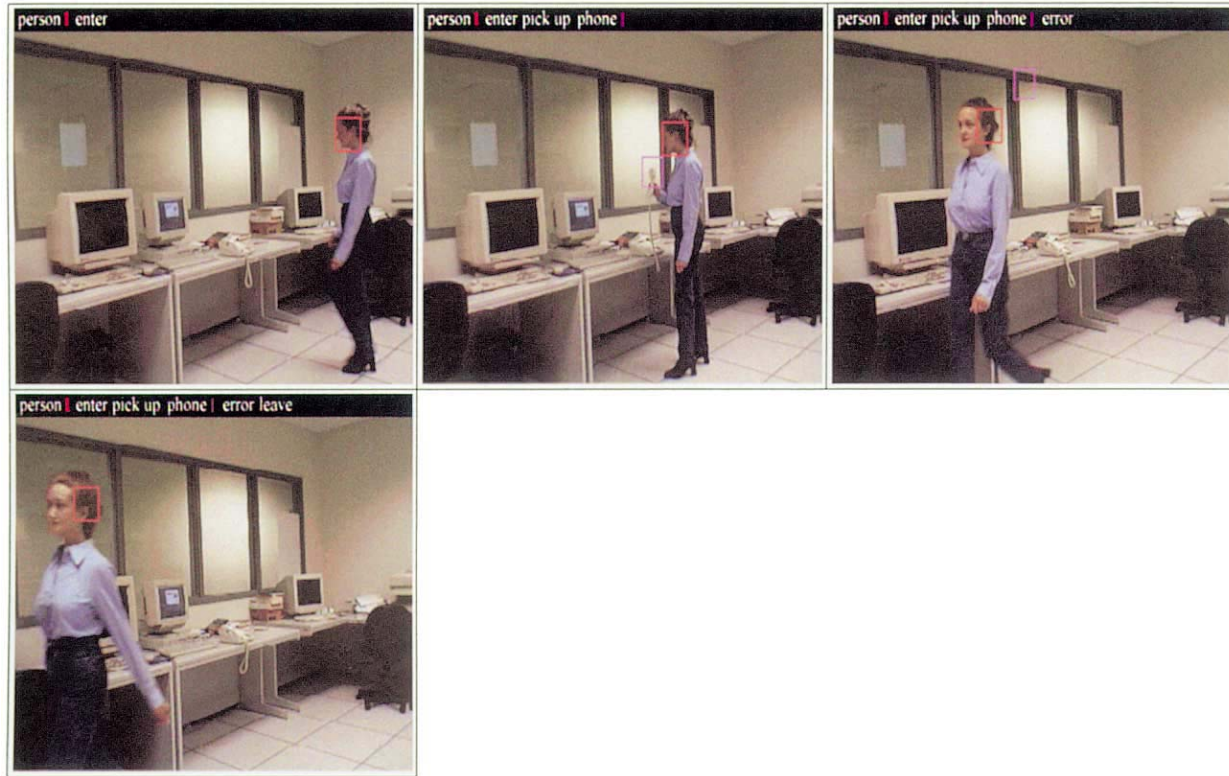 person enter
person enter pick up phone
person enter pick up phone error
person enter pick up phone error leave